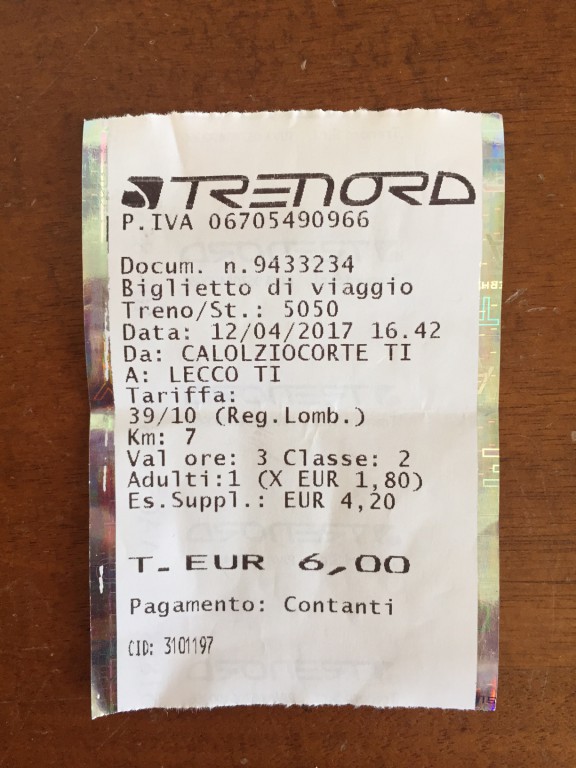 TRENORD
P.IVA 06705490966
Docum. n.9433234
Biglietto di viaggio
Treno/St.: 5050
Data: 12/04/2017 16.42
Da: CALOLZIOCORTE TI
A: LECCO TI
Tariffa:
39/10 (Reg.Lomb.)
Km: 7
Val ore: 3 Classe: 2
Adulti:1 (X EUR 1,80)
Es.Suppl.: EUR 4,20
T. EUR 6,00
Pagamento: Contanti
CID: 3101197